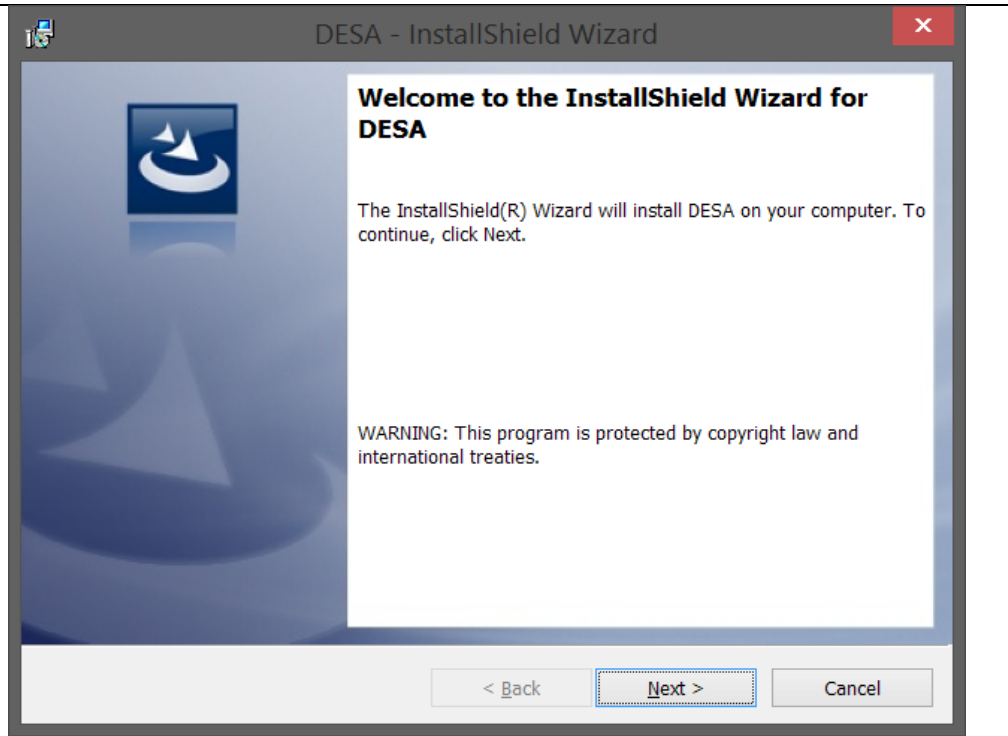 DESA - InstallShield Wizard
Welcome to the InstallShield Wizard for
DESA
The InstallShield(R) Wizard will install DESA on your computer. To
continue, click Next.
WARNING: This program is protected by copyright law and
international treaties.
< Back
Next >
Cancel